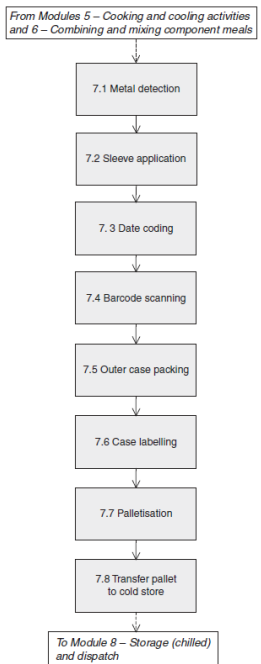 From Modules 5 – Cooking and cooling activities
and 6 – Combining and mixing component meals
7.1 Metal detection
7.2 Sleeve application
7. 3 Date coding
7.4 Barcode scanning
7.5 Outer case packing
7.6 Case labelling
7.7 Palletisation
7.8 Transfer pallet
to cold store
To Module 8 – Storage (chilled)
and dispatch